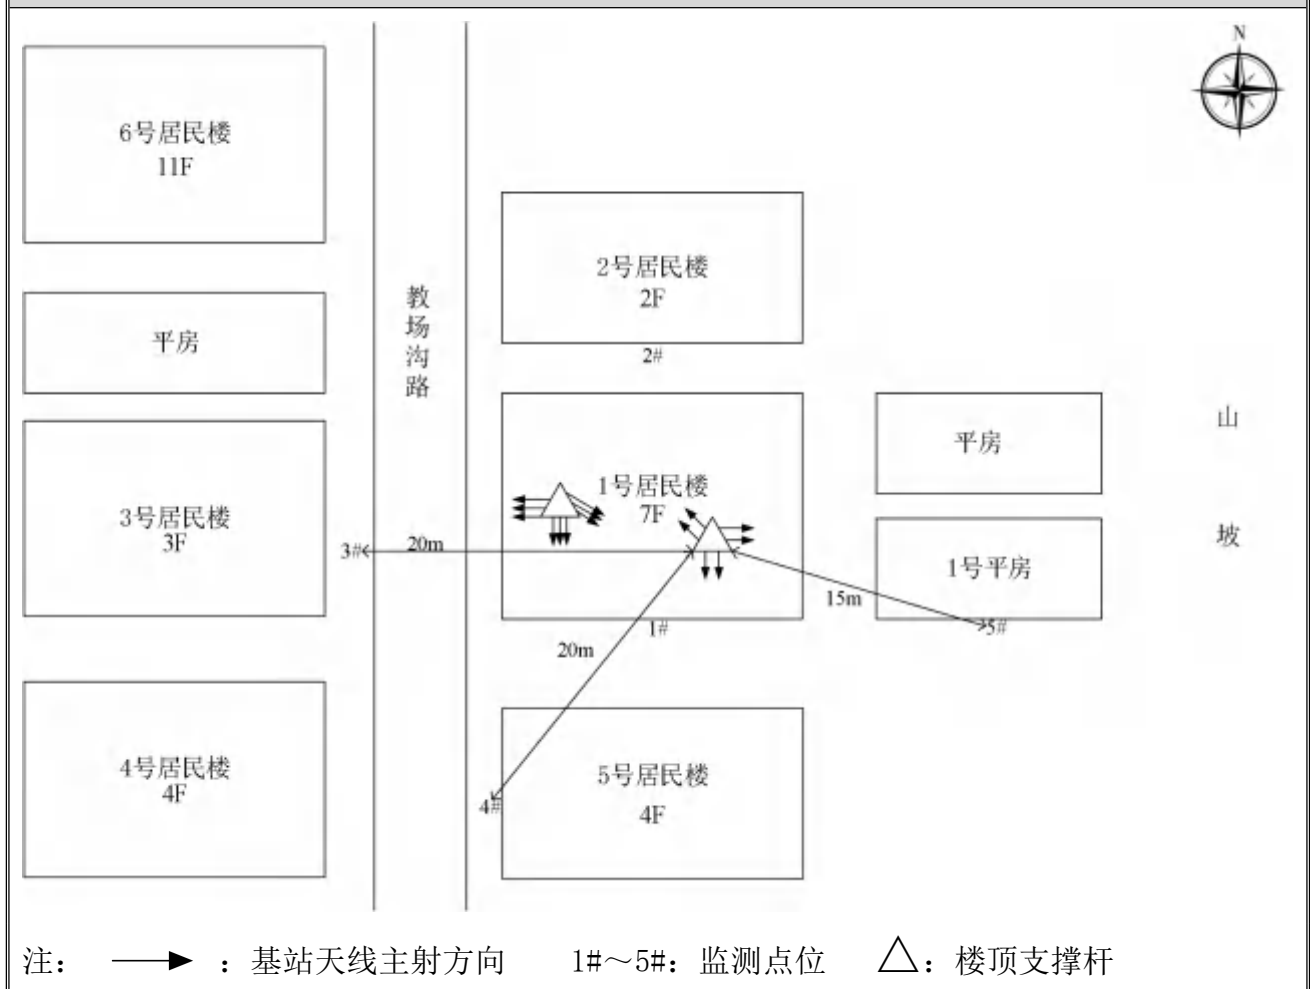 N
6号居民楼
11F
2号居民楼
2F
教场沟路
平房
2#
山坡
平房
1号居民楼
7F
3号居民楼
3F
3#
20m
1号平房
15m
1#
5#
20m
4号居民楼
4F
5号居民楼
4F
4#
注： ：基站天线主射方向 1#～5#：监测点位 △：楼顶支撑杆